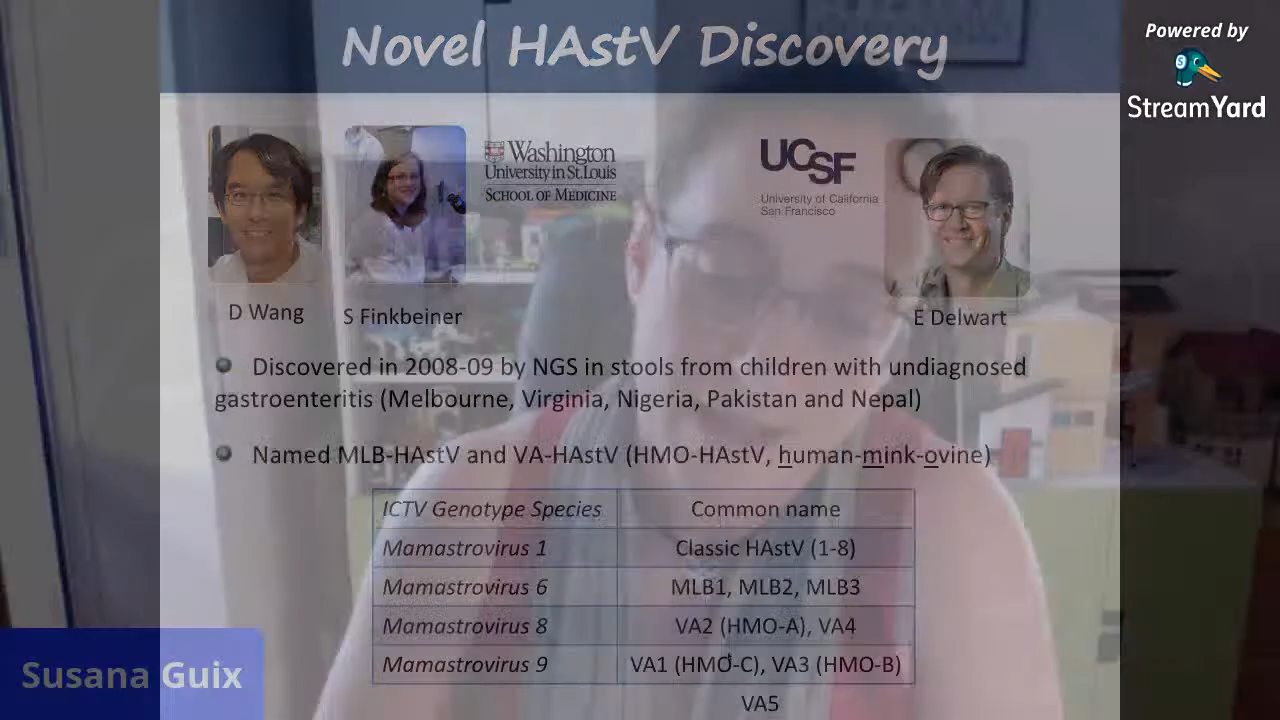 Novel HAstV Discovery
Powered by
StreamYard
Washington
University in St. Louis
SCHOOL OF MEDICINE
UCSF
University of California
San Francisco
D Wang
S Finkbeiner
E Delwart
Discovered in 2008-09 by NGS in stools from children with undiagnosed
gastroenteritis (Melbourne, Virginia, Nigeria, Pakistan and Nepal)
Named MLB-HAstV and VA-HAstV (HMO-HAstV, human-mink-ovine)
ICTV Genotype Species Common name
Mamastrovirus 1 Classic HAstV (1-8)
Mamastrovirus 6 MLB1, MLB2, MLB3
Mamastrovirus 8 VA2 (HMO-A), VA4
Mamastrovirus 9 VA1 (HMO-C), VA3 (HMO-B)
VA5
Susana Guix